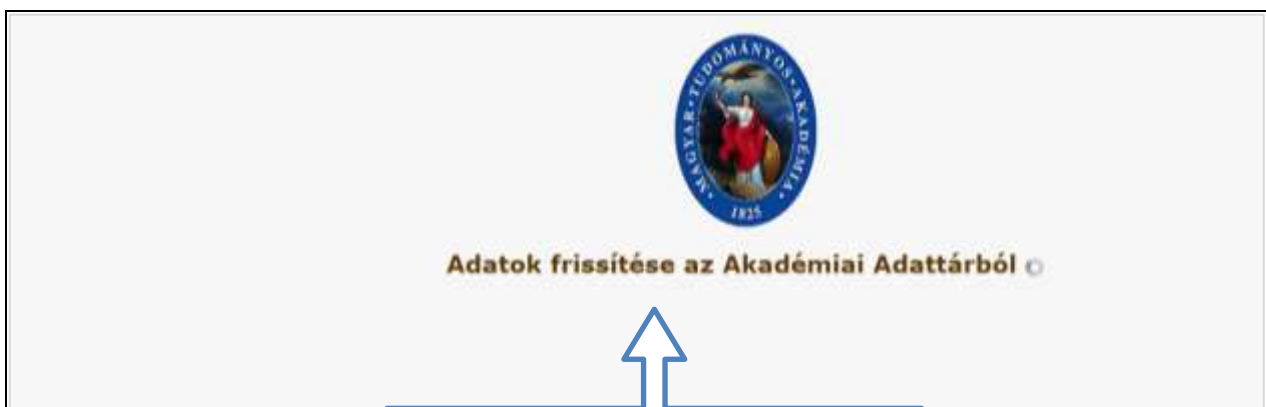 MAGYAR·TUDOMÁNYOS·AKADÉMIA·
1825
Adatok frissítése az Akadémiai Adattárból